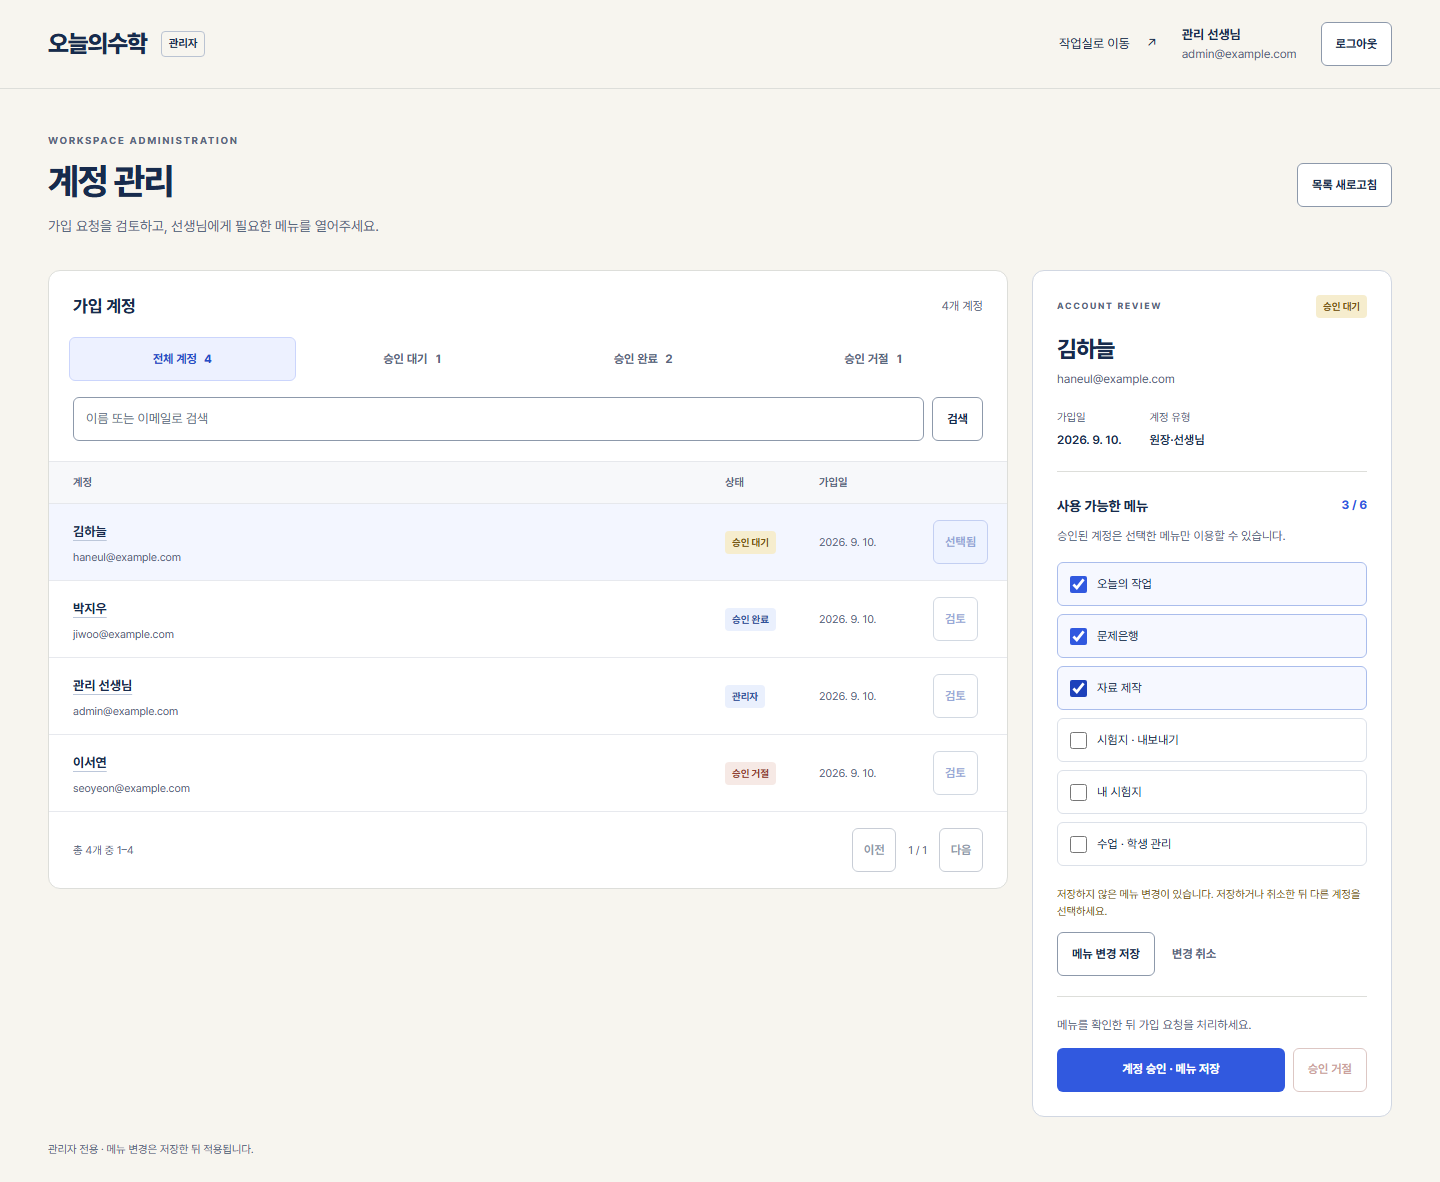 오늘의수학 관리자
작업실로 이동 ↗
관리 선생님
admin@example.com
로그아웃
WORKSPACE ADMINISTRATION
계정 관리
가입 요청을 검토하고, 선생님에게 필요한 메뉴를 열어주세요.
목록 새로고침
가입 계정
4개 계정
전체 계정 4
승인 대기 1
승인 완료 2
승인 거절 1
이름 또는 이메일로 검색
검색
계정 상태 가입일
김하늘
haneul@example.com
승인 대기
2026. 9. 10.
선택됨
박지우
jiwoo@example.com
승인 완료
2026. 9. 10.
검토
관리 선생님
admin@example.com
관리자
2026. 9. 10.
검토
이서연
seoyeon@example.com
승인 거절
2026. 9. 10.
검토
총 4개 중 1–4
이전
1 / 1
다음
ACCOUNT REVIEW
승인 대기
김하늘
haneul@example.com
가입일 계정 유형
2026. 9. 10. 원장·선생님
사용 가능한 메뉴
3 / 6
승인된 계정은 선택한 메뉴만 이용할 수 있습니다.
오늘의 작업
문제은행
자료 제작
시험지 · 내보내기
내 시험지
수업 · 학생 관리
저장하지 않은 메뉴 변경이 있습니다. 저장하거나 취소한 뒤 다른 계정을
선택하세요.
메뉴 변경 저장
변경 취소
메뉴를 확인한 뒤 가입 요청을 처리하세요.
계정 승인 · 메뉴 저장
승인 거절
관리자 전용 · 메뉴 변경은 저장한 뒤 적용됩니다.